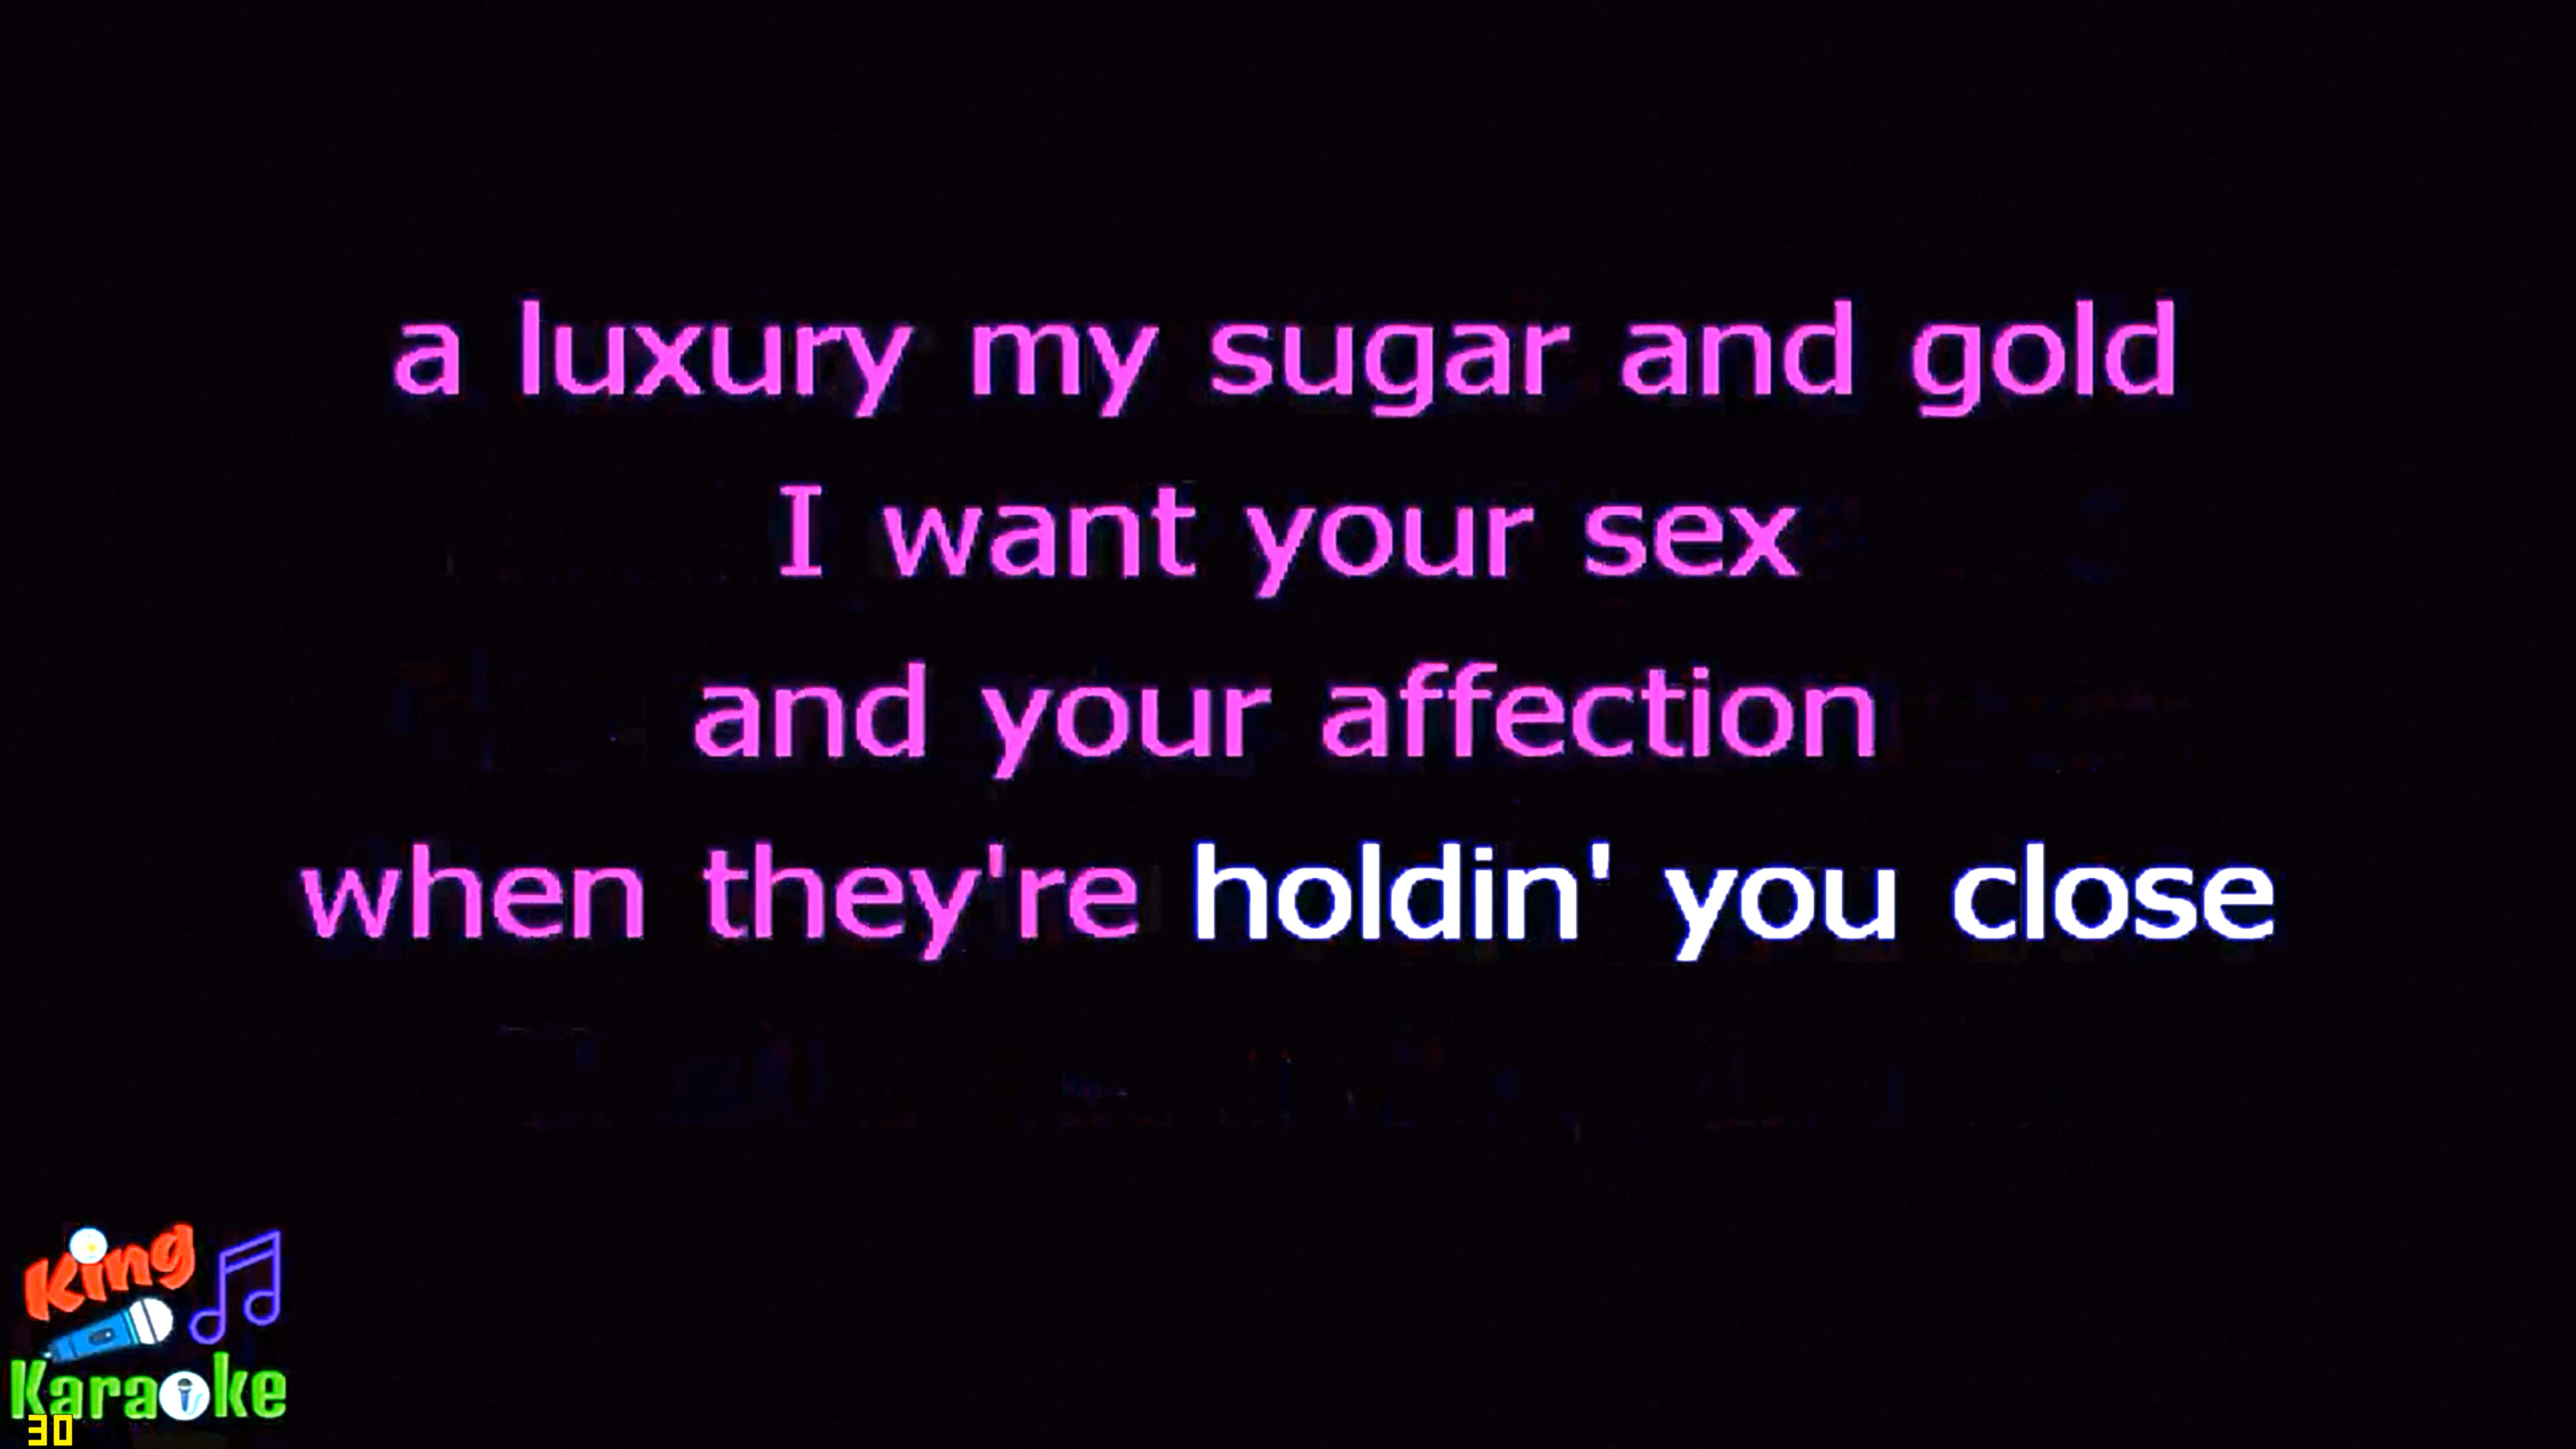 a luxury my sugar and gold
I want your sex
and your affection
when they're holdin' you close
King
Karaoke
30